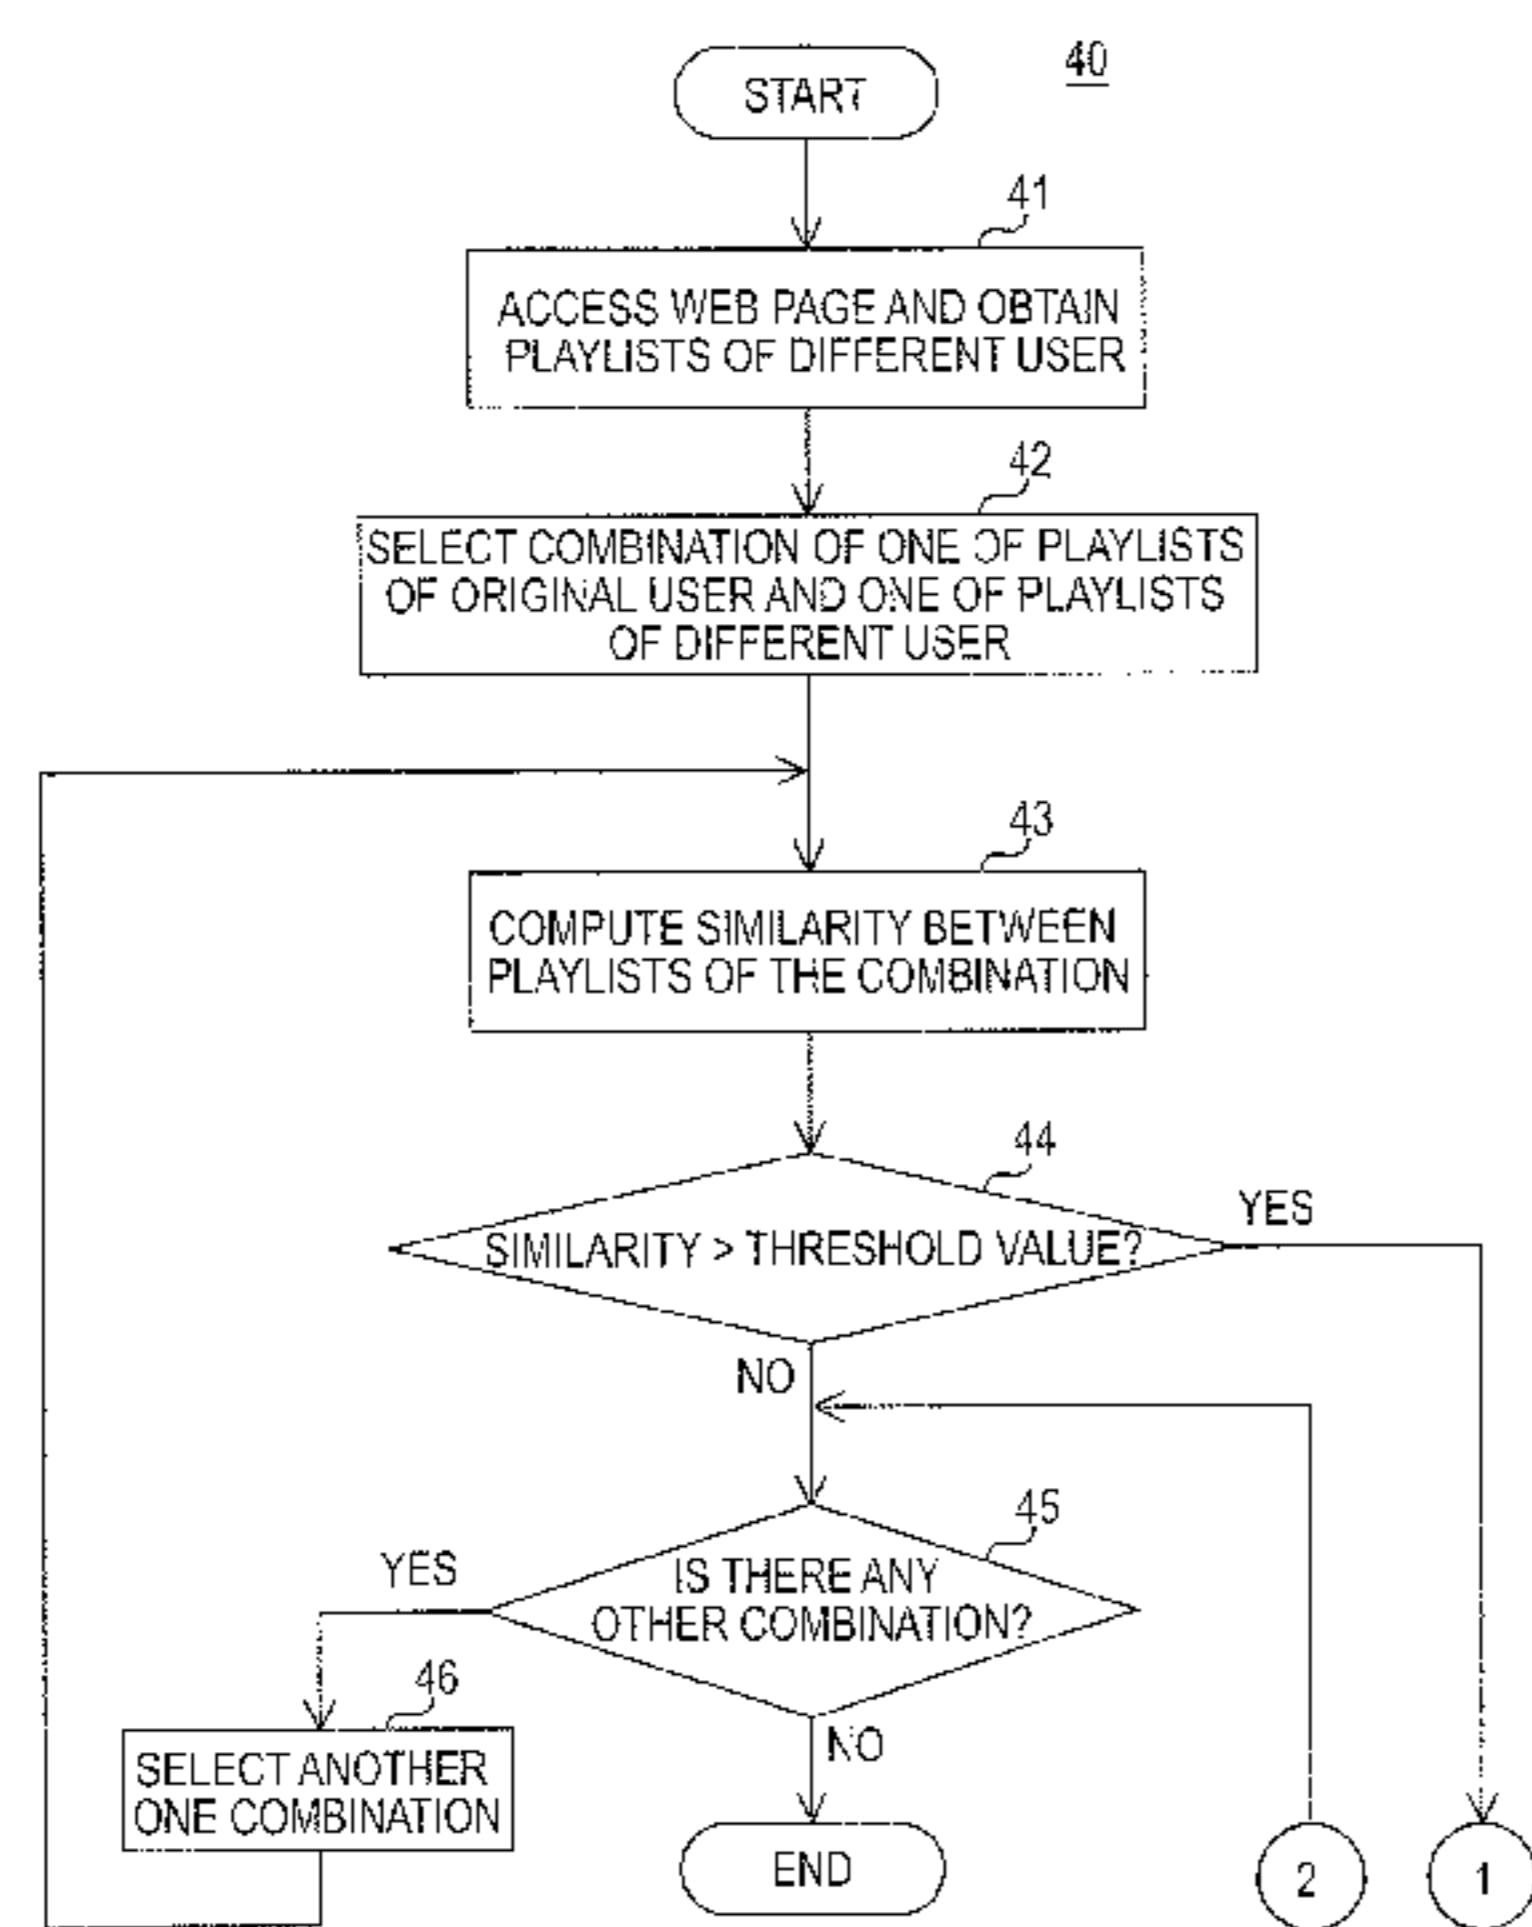 40
START
41
ACCESS WEB PAGE AND OBTAIN
PLAYLISTS OF DIFFERENT USER
42
SELECT COMBINATION OF ONE OF PLAYLISTS
OF ORIGINAL USER AND ONE OF PLAYLISTS
OF DIFFERENT USER
43
COMPUTE SIMILARITY BETWEEN
PLAYLISTS OF THE COMBINATION
44
SIMILARITY > THRESHOLD VALUE?
YES
NO
45
IS THERE ANY
OTHER COMBINATION?
YES
46
SELECT ANOTHER
ONE COMBINATION
NO
END
2
1